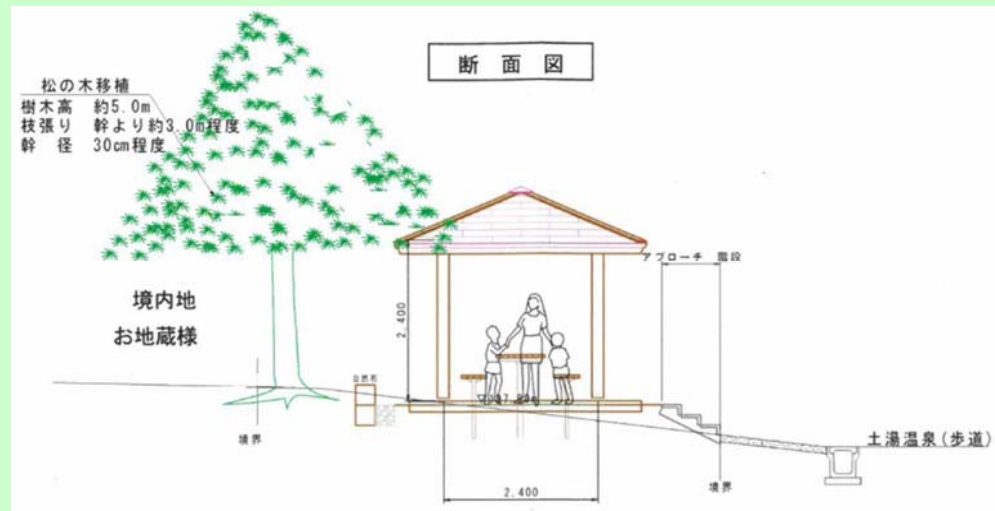 断面図
松の木移植
樹木高 約5.0m
枝張り 幹より約3.0m程度
幹 径 30cm程度
アプローチ 階段
境内地
お地蔵様
2.400
自然石
境界
2.400
境界
土湯温泉(歩道)